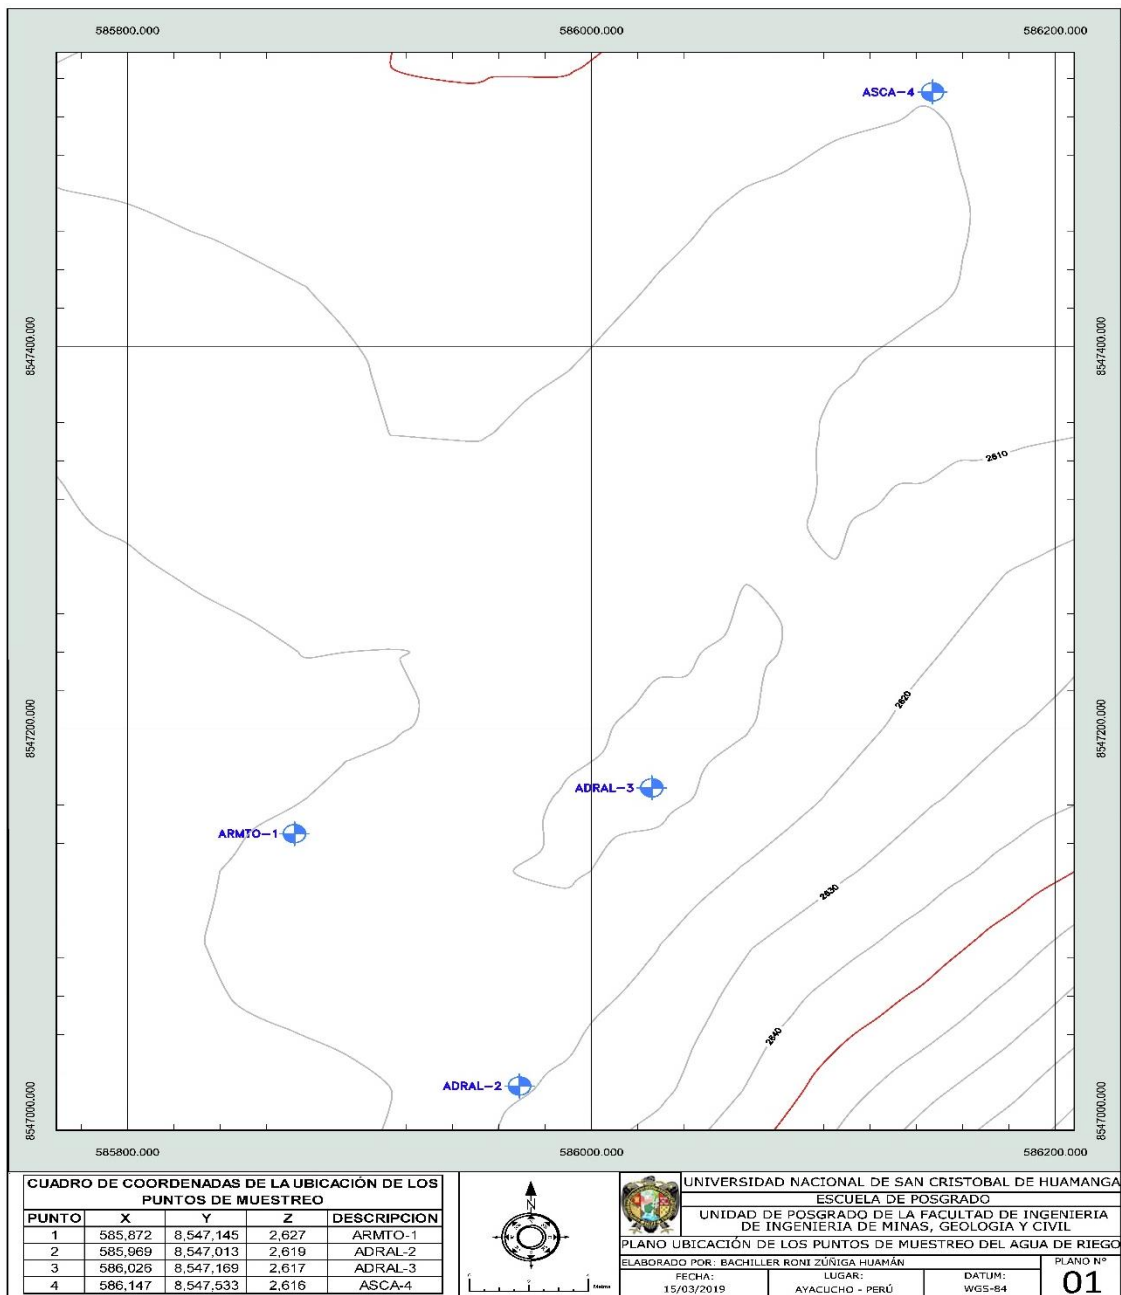 585800.000 586000.000 586200.000
ASCA-4
8547400.000 8547400.000
2610
2620
8547200.000 8547200.000
ADRAL-3
ARMTO-1
2630
2640
ADRAL-2
8547000.000 8547000.000
585800.000 586000.000 586200.000
CUADRO DE COORDENADAS DE LA UBICACIÓN DE LOS
PUNTOS DE MUESTREO
PUNTO X Y Z DESCRIPCION
1 585,872 8,547,145 2,627 ARMTO-1
2 585,969 8,547,013 2,619 ADRAL-2
3 586,026 8,547,169 2,617 ADRAL-3
4 586,147 8,547,533 2,616 ASCA-4
N
Metros
UNIVERSIDAD NACIONAL DE SAN CRISTOBAL DE HUAMANGA
ESCUELA DE POSGRADO
UNIDAD DE POSGRADO DE LA FACULTAD DE INGENIERIA
DE INGENIERIA DE MINAS, GEOLOGIA Y CIVIL
PLANO UBICACIÓN DE LOS PUNTOS DE MUESTREO DEL AGUA DE RIEGO
ELABORADO POR: BACHILLER RONI ZÚÑIGA HUAMÁN
FECHA:
15/03/2019
LUGAR:
AYACUCHO - PERÚ
DATUM:
WGS-84
PLANO N°
01